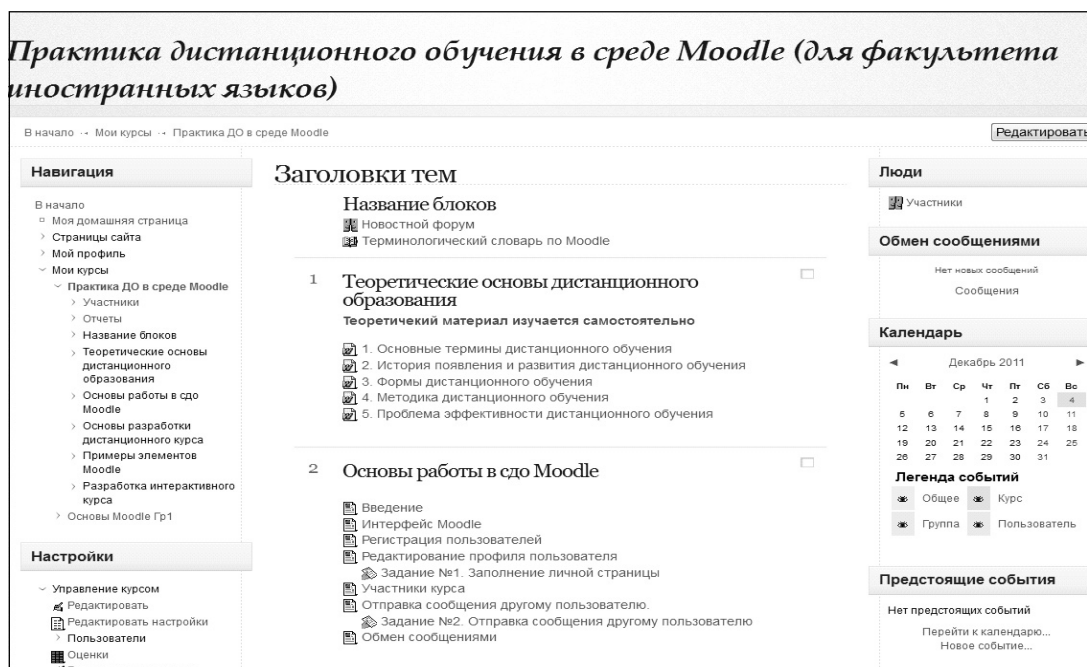 Практика дистанционного обучения в среде Moodle (для факультета
иностранных языков)
В начало → Мои курсы → Практика ДО в среде Moodle
Редактировать
Навигация
В начало
Моя домашняя страница
Страницы сайта
Мой профиль
Мои курсы
Практика ДО в среде Moodle
Участники
Отчеты
Название блоков
Теоретические основы
дистанционного
образования
Основы работы в сдо
Moodle
Основы разработки
дистанционного курса
Примеры элементов
Moodle
Разработка интерактивного
курса
Основы Moodle Гр1
Настройки
Управление курсом
Редактировать
Редактировать настройки
Пользователи
Оценки
Заголовки тем
Название блоков
Новостной форум
Терминологический словарь по Moodle
1 Теоретические основы дистанционного
образования
Теоретичекий материал изучается самостоятельно
1. Основные термины дистанционного обучения
2. История появления и развития дистанционного обучения
3. Формы дистанционного обучения
4. Методика дистанционного обучения
5. Проблема эффективности дистанционного обучения
2 Основы работы в сдо Moodle
Введение
Интерфейс Moodle
Регистрация пользователей
Редактирование профиля пользователя
Задание №1. Заполнение личной страницы
Участники курса
Отправка сообщения другому пользователю.
Задание №2. Отправка сообщения другому пользователю
Обмен сообщениями
Люди
Участники
Обмен сообщениями
Нет новых сообщений
Сообщения
Календарь
◄ Декабрь 2011 ►
Пн Вт Ср Чт Пт Сб Вс
1 2 3 4
5 6 7 8 9 10 11
12 13 14 15 16 17 18
19 20 21 22 23 24 25
26 27 28 29 30 31
Легенда событий
Общее Курс
Группа Пользователь
Предстоящие события
Нет предстоящих событий
Перейти к календарю...
Новое событие...